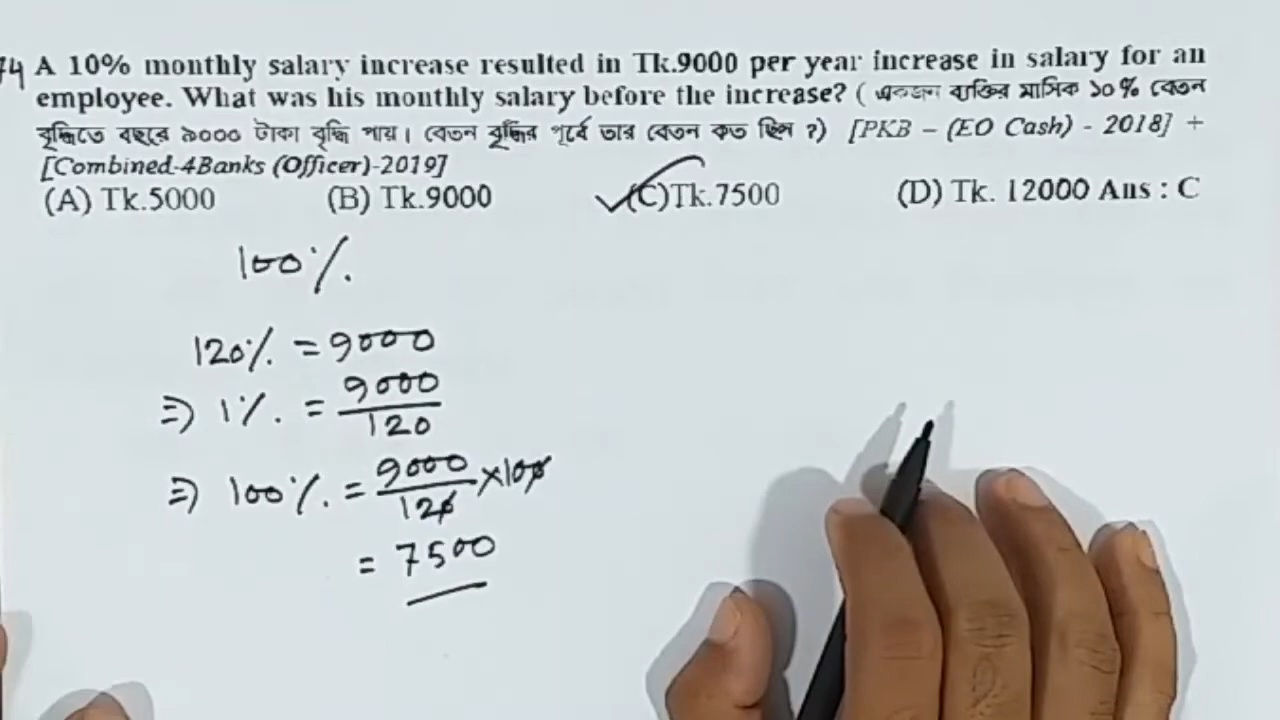 74 A 10% monthly salary increase resulted in Tk.9000 per year increase in salary for an
employee. What was his monthly salary before the increase? ( একজন ব্যক্তির মাসিক ১০% বেতন
বৃদ্ধিতে বছরে ৯০০০ টাকা বৃদ্ধি পায়। বেতন বৃদ্ধির পূর্বে তার বেতন কত ছিল ?) [PKB – (EO Cash) - 2018] +
[Combined-4Banks (Officer)-2019]
(A) Tk.5000 (B) Tk.9000 (C)Tk.7500 (D) Tk. 12000 Ans : C
100%.
120%. = 9000
⇒ 1%. = 9000/120
⇒ 100%. = 9000/120 ×100
= 7500